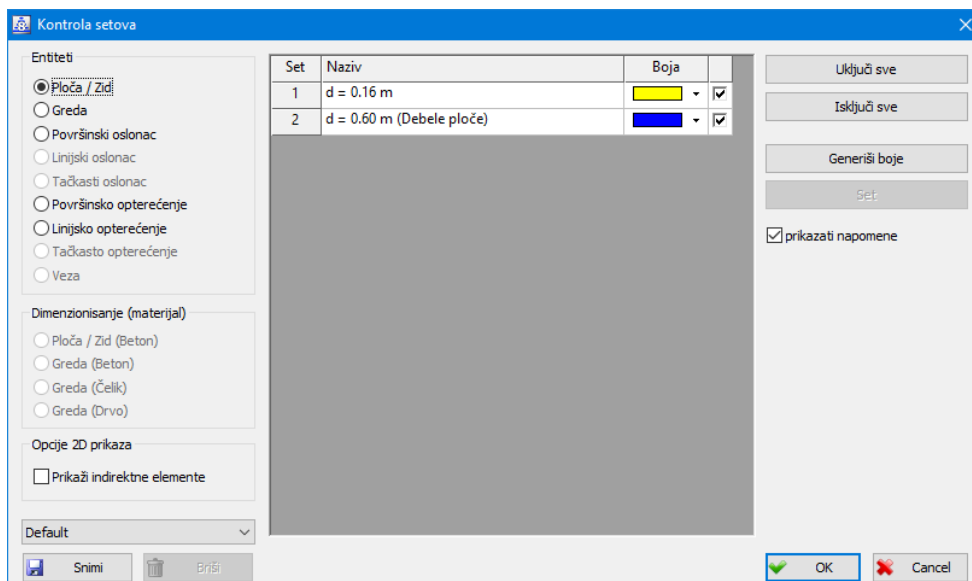 Kontrola setova
Entiteti
Ploča / Zid
Greda
Površinski oslonac
Linijski oslonac
Tačkasti oslonac
Površinsko opterećenje
Linijsko opterećenje
Tačkasto opterećenje
Veza
Dimenzionisanje (materijal)
Ploča / Zid (Beton)
Greda (Beton)
Greda (Čelik)
Greda (Drvo)
Opcije 2D prikaza
Prikaži indirektne elemente
Default
Snimi Briši
Set Naziv Boja
1 d = 0.16 m
2 d = 0.60 m (Debele ploče)
Uključi sve
Isključi sve
Generiši boje
Set
prikazati napomene
OK Cancel